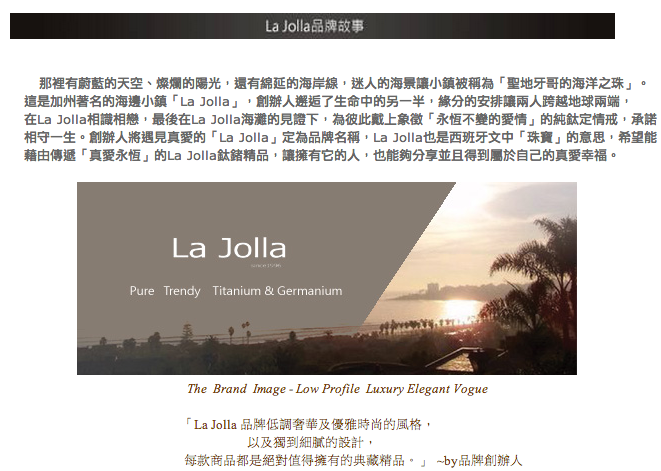 La Jolla品牌故事
那裡有蔚藍的天空、燦爛的陽光，還有綿延的海岸線，迷人的海景讓小鎮被稱為「聖地牙哥的海洋之珠」。
這是加州著名的海邊小鎮「La Jolla」，創辦人邂逅了生命中的另一半，緣分的安排讓兩人跨越地球兩端，
在La Jolla相識相戀，最後在La Jolla海灘的見證下，為彼此戴上象徵「永恆不變的愛情」的純鈦定情戒，承諾
相守一生。創辦人將遇見真愛的「La Jolla」定為品牌名稱，La Jolla也是西班牙文中「珠寶」的意思，希望能
藉由傳遞「真愛永恆」的La Jolla鈦鍺精品，讓擁有它的人，也能夠分享並且得到屬於自己的真愛幸福。
La Jolla
Pure Trendy Titanium & Germanium
The Brand Image - Low Profile Luxury Elegant Vogue
「La Jolla 品牌低調奢華及優雅時尚的風格，
以及獨到細膩的設計，
每款商品都是絕對值得擁有的典藏精品。」 ~by品牌創辦人